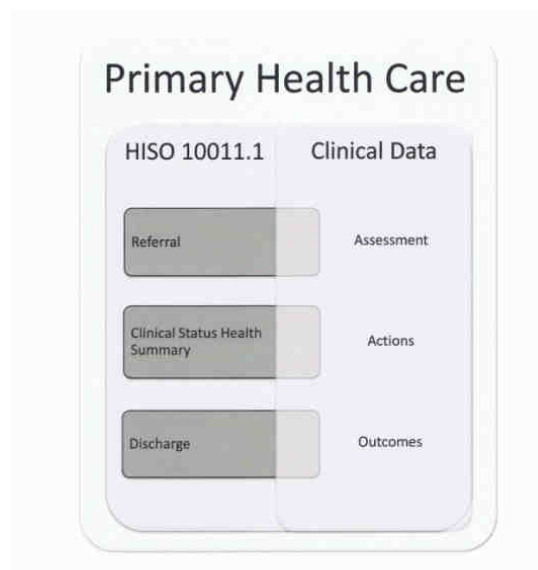 Primary Health Care
HISO 10011.1
Clinical Data
Referral
Assessment
Clinical Status Health
Summary
Actions
Discharge
Outcomes